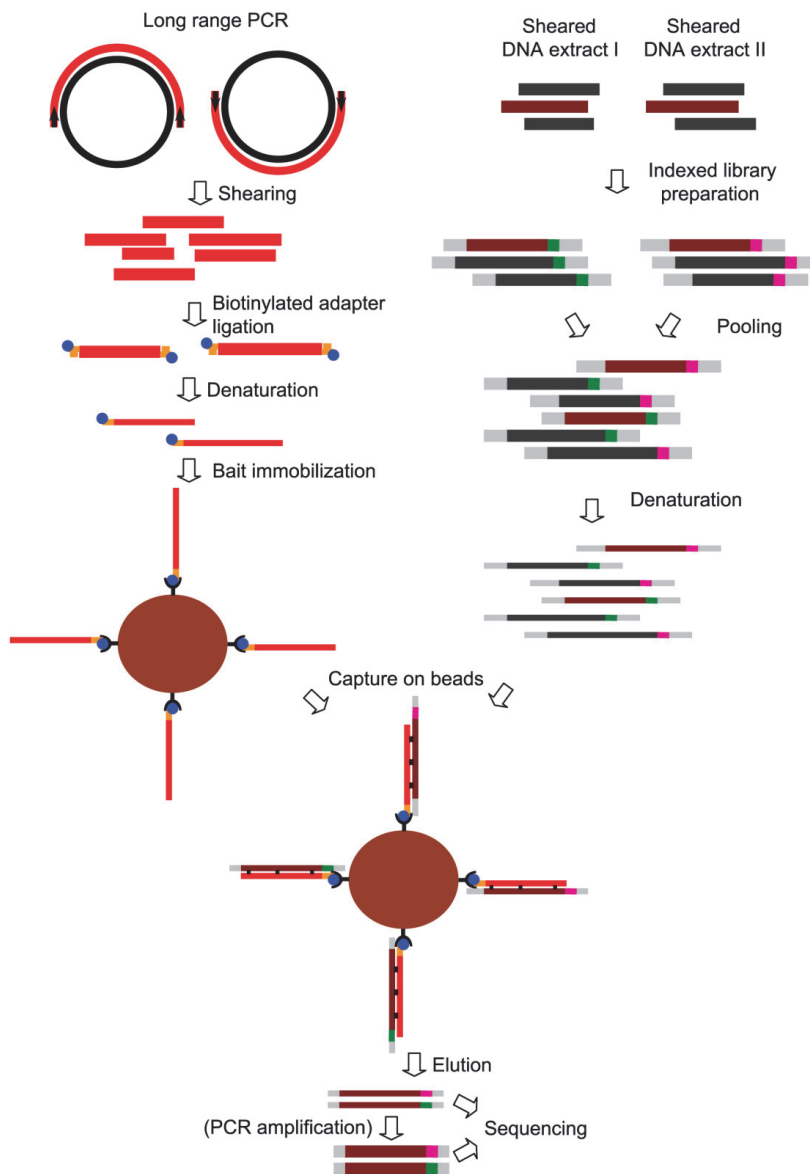 Long range PCR
Shearing
Biotinylated adapter
ligation
Denaturation
Bait immobilization
Sheared
DNA extract I
Sheared
DNA extract II
Indexed library
preparation
Pooling
Denaturation
Capture on beads
Elution
(PCR amplification)
Sequencing